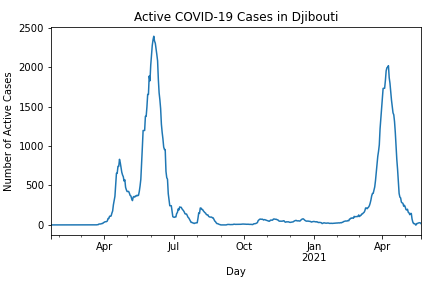 Active COVID-19 Cases in Djibouti
Number of Active Cases
2500
2000
1500
1000
500
0
Apr
Jul
Oct
Jan
2021
Apr
Day